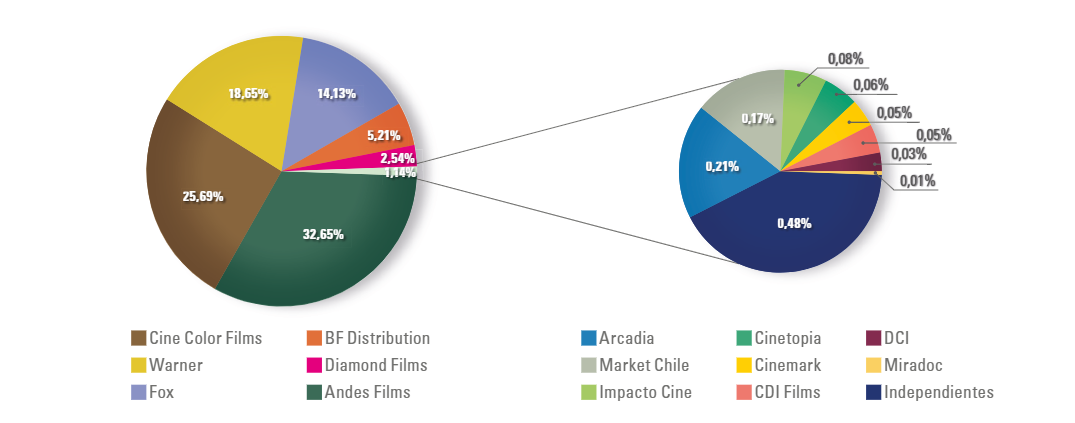 0,08%
18,65%
14,13%
0,06%
0,17%
0,05%
5,21%
0,05%
2,54%
0,03%
1,14%
0,21%
0,01%
25,69%
32,65%
0,48%
Cine Color Films
BF Distribution
Arcadia
Cinetopia
DCI
Warner
Diamond Films
Market Chile
Cinemark
Miradoc
Fox
Andes Films
Impacto Cine
CDI Films
Independientes